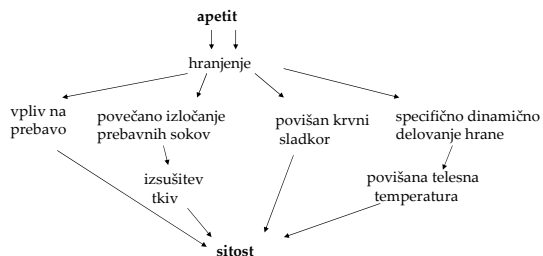 apetit
hranjenje
vpliv na
prebavo
povečano izločanje
prebavnih sokov
povišan krvni
sladkor
specifično dinamično
delovanje hrane
izsušitev
tkiv
povišana telesna
temperatura
sitost